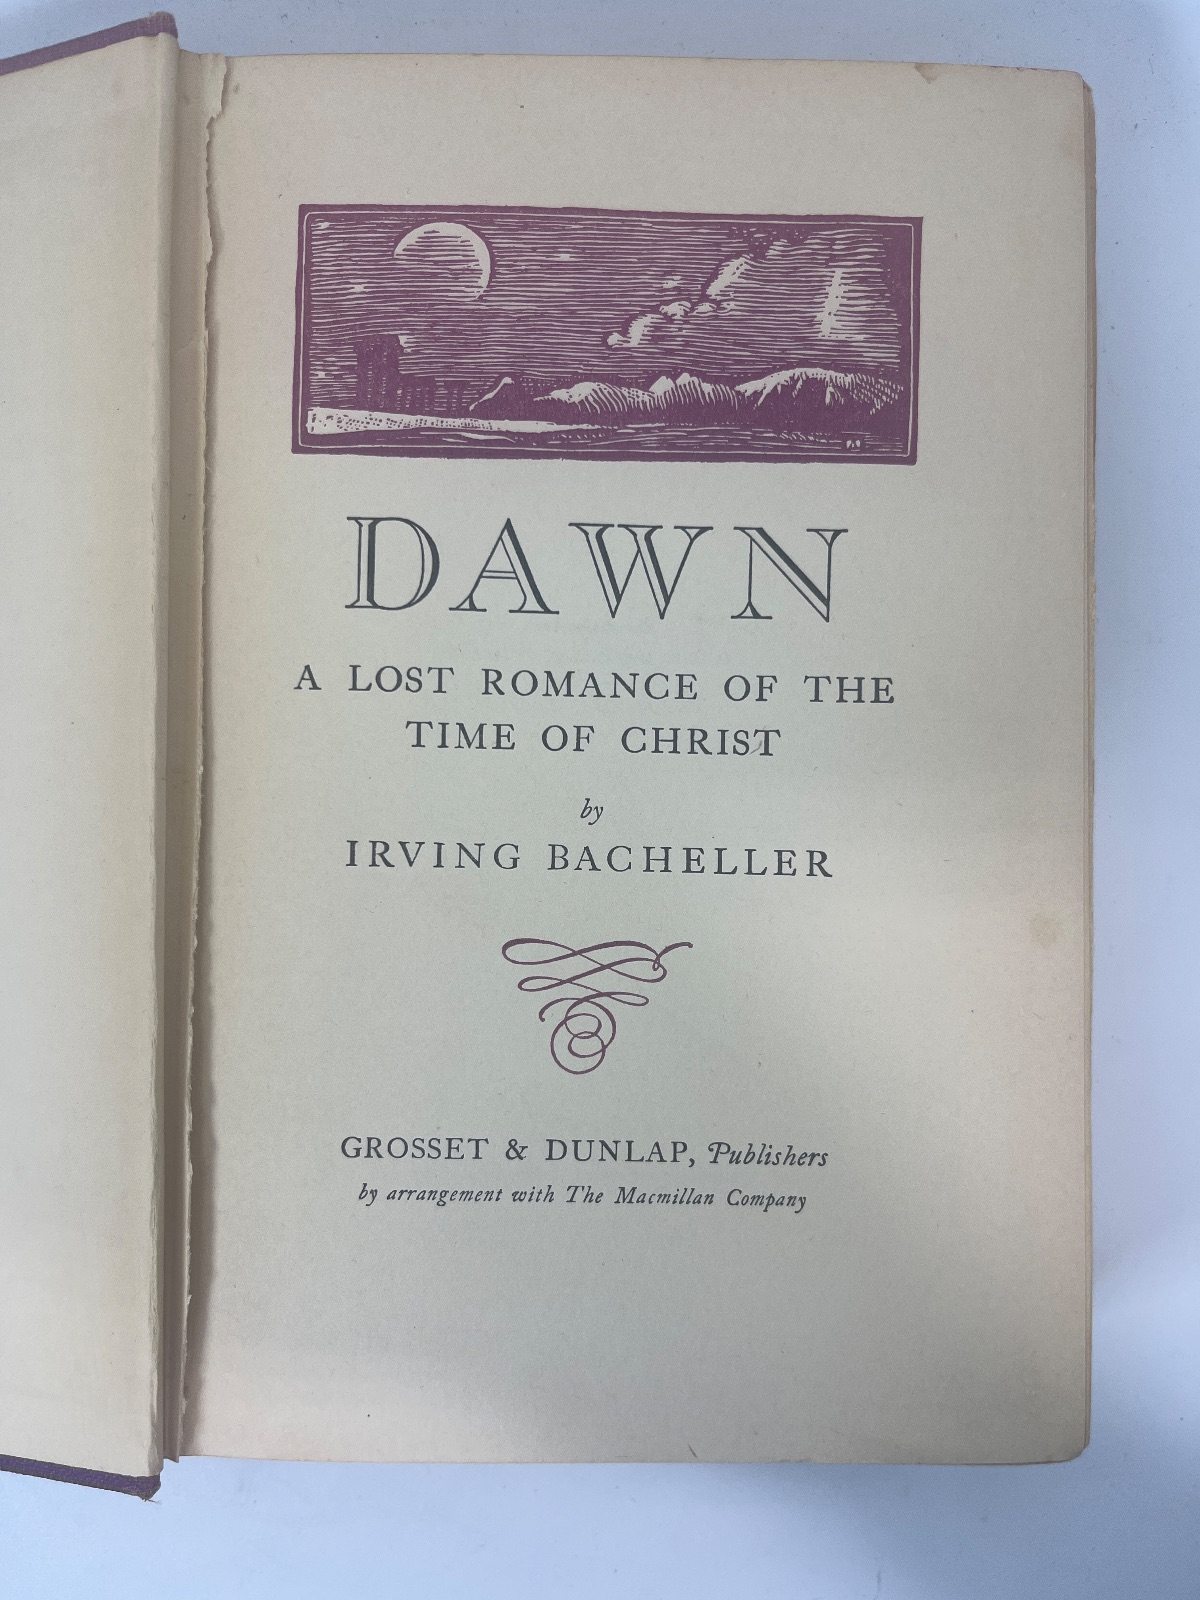 DAWN
A LOST ROMANCE OF THE
TIME OF CHRIST
by
IRVING BACHELLER
GROSSET & DUNLAP, Publishers
by arrangement with The Macmillan Company